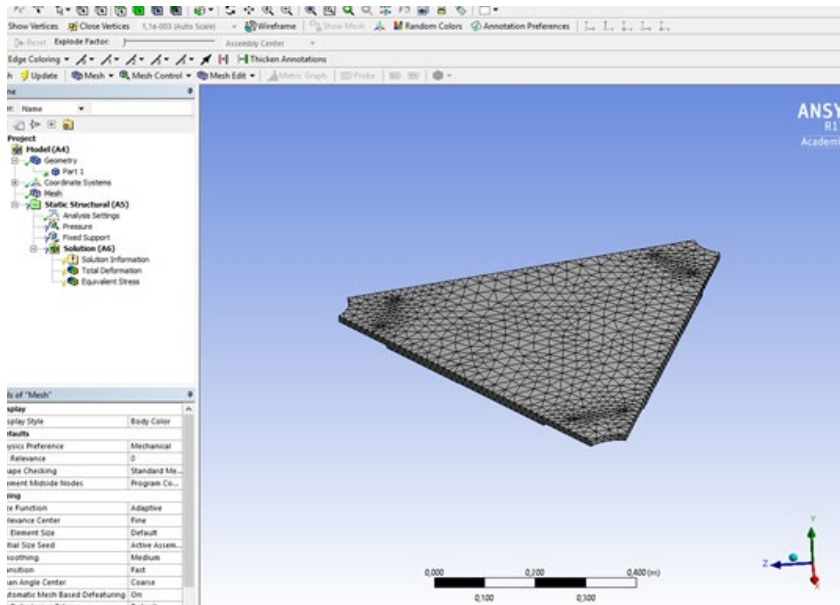 Show Vertices Close Vertices 1,1e-003 (Auto Scale) Wireframe Show Mesh Random Colors Annotation Preferences
Reset Explode Factor: Assembly Center
Edge Coloring Thicken Annotations
Update Mesh Mesh Control Mesh Edit Metric Graph Probe
Name
Project
Model (A4)
Geometry
Part 1
Coordinate Systems
Mesh
Static Structural (A5)
Analysis Settings
Pressure
Fixed Support
Solution (A6)
Solution Information
Total Deformation
Equivalent Stress
ANSY
R1
Academi
ls of "Mesh"
splay
splay Style Body Color
efaults
ysics Preference Mechanical
Relevance 0
ape Checking Standard Me...
ement Midside Nodes Program Co...
ing
e Function Adaptive
levance Center Fine
Element Size Default
itial Size Seed Active Assem...
moothing Medium
ansition Fast
an Angle Center Coarse
utomatic Mesh Based Defeaturing On
0,000 0,200 0,400 (m)
0,100 0,300
Y
Z
X